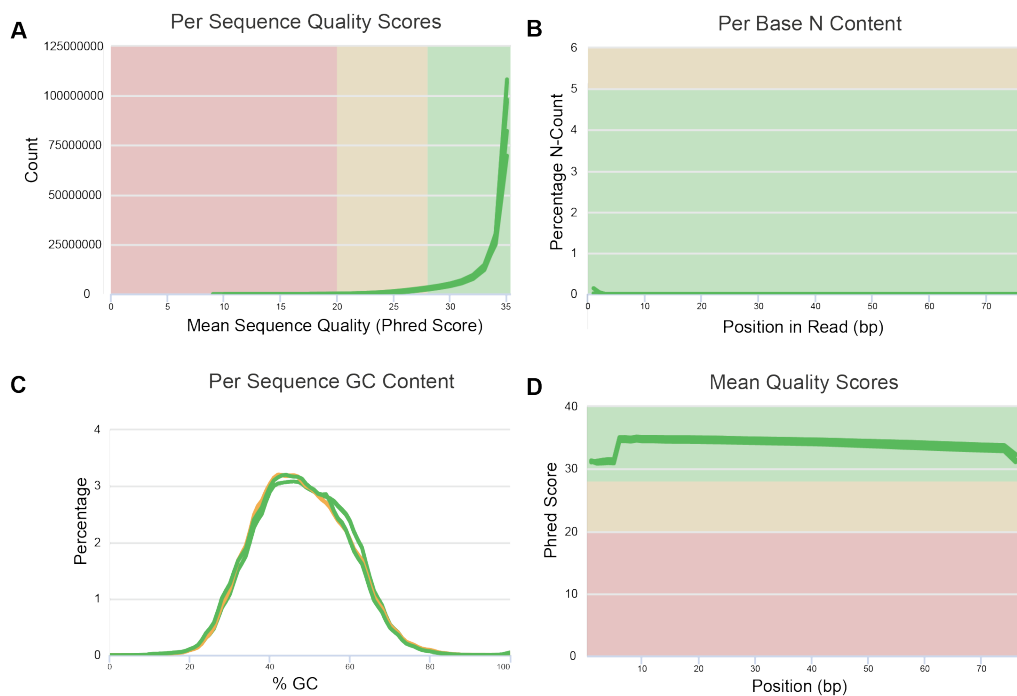 A
Per Sequence Quality Scores
125000000
100000000
75000000
50000000
25000000
0
Count
0 5 10 15 20 25 30 35
Mean Sequence Quality (Phred Score)
B
Per Base N Content
6
5
4
3
2
1
0
Percentage N-Count
0 10 20 30 40 50 60 70
Position in Read (bp)
C
Per Sequence GC Content
4
3
2
1
0
Percentage
0 20 40 60 80 100
% GC
D
Mean Quality Scores
40
30
20
10
0
Phred Score
10 20 30 40 50 60 70
Position (bp)